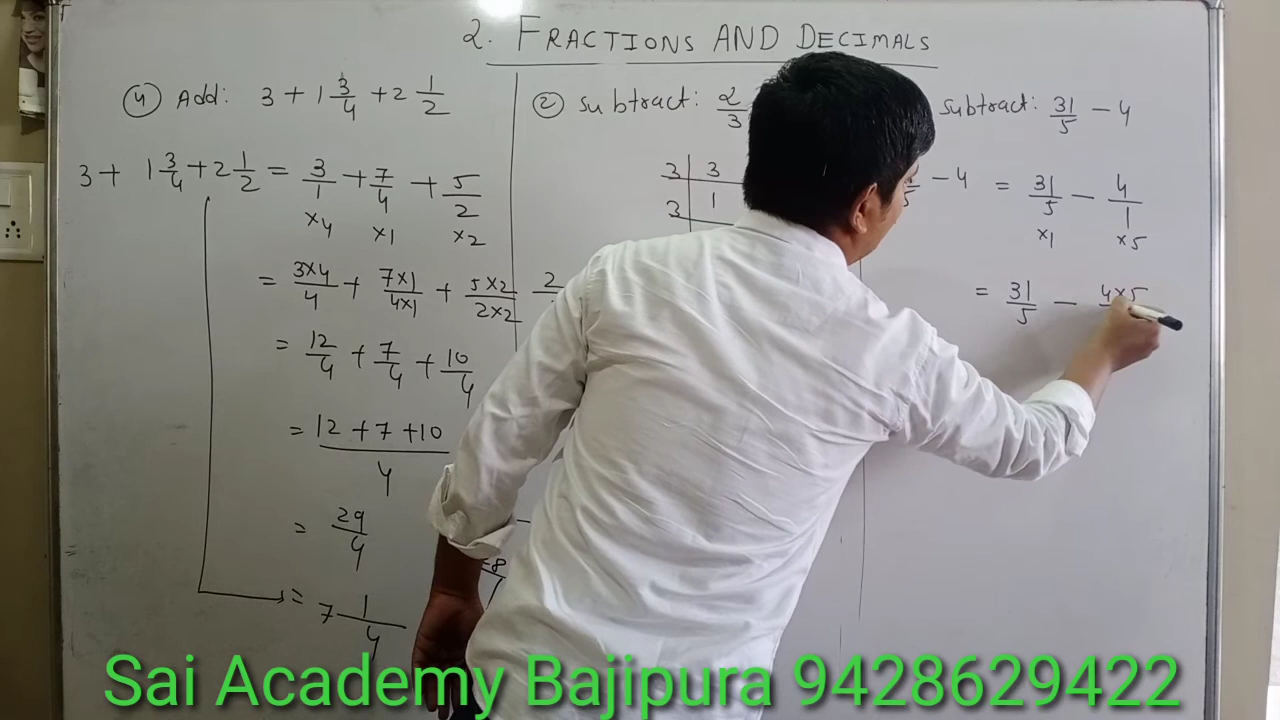 2. FRACTIONS AND DECIMALS
④ Add: 3 + 1 3/4 + 2 1/2
3 + 1 3/4 + 2 1/2 = 3/1 + 7/4 + 5/2
×4 ×1 ×2
= 3×4/4 + 7×1/4×1 + 5×2/2×2
= 12/4 + 7/4 + 10/4
= 12 + 7 + 10/4
= 29/4
= 7 1/4
② Subtract: 2/3
3 | 3
3 | 1
2
subtract: 31/5 - 4
- 4 = 31/5 - 4/1
×1 ×5
= 31/5 - 4×5
Sai Academy Bajipura 9428629422